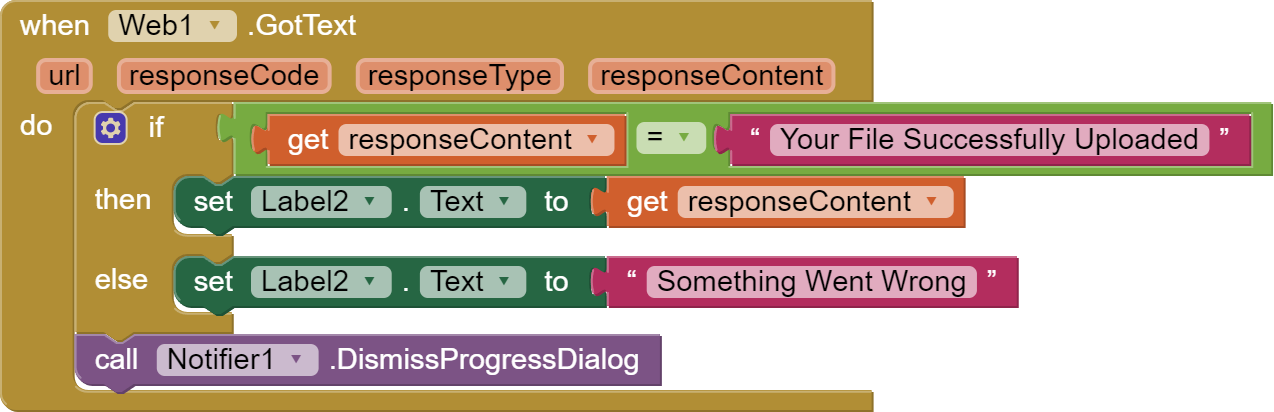 when Web1 .GotText
url responseCode responseType responseContent
do if get responseContent = “ Your File Successfully Uploaded ”
then set Label2 . Text to get responseContent
else set Label2 . Text to “ Something Went Wrong ”
call Notifier1 .DismissProgressDialog